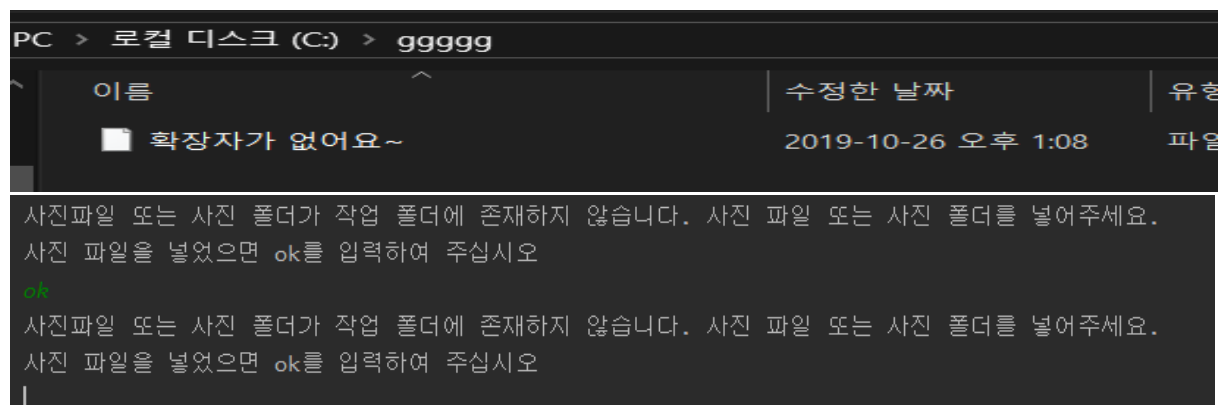 PC > 로컬 디스크 (C:) > ggggg
이름 수정한 날짜
확장자가 없어요~ 2019-10-26 오후 1:08
사진파일 또는 사진 폴더가 작업 폴더에 존재하지 않습니다. 사진 파일 또는 사진 폴더를 넣어주세요.
사진 파일을 넣었으면 ok를 입력하여 주십시오
ok
사진파일 또는 사진 폴더가 작업 폴더에 존재하지 않습니다. 사진 파일 또는 사진 폴더를 넣어주세요.
사진 파일을 넣었으면 ok를 입력하여 주십시오